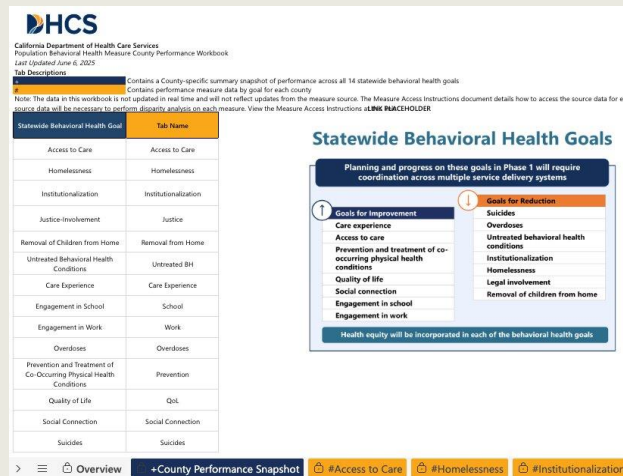 DHCS
California Department of Health Care Services
Population Behavioral Health Measure County Performance Workbook
Last Updated June 6, 2025
Tab Descriptions
+ Contains a County-specific summary snapshot of performance across all 14 statewide behavioral health goals
# Contains performance measure data by goal for each county
Note: The data in this workbook is not updated in real time and will not reflect updates from the measure source. The Measure Access Instructions document details how to access the source data for e
source data will be necessary to perform disparity analysis on each measure. View the Measure Access Instructions at LINK PLACEHOLDER
Statewide Behavioral Health Goal Tab Name
Access to Care Access to Care
Homelessness Homelessness
Institutionalization Institutionalization
Justice-Involvement Justice
Removal of Children from Home Removal from Home
Untreated Behavioral Health
Conditions Untreated BH
Care Experience Care Experience
Engagement in School School
Engagement in Work Work
Overdoses Overdoses
Prevention and Treatment of
Co-Occurring Physical Health
Conditions Prevention
Quality of Life QoL
Social Connection Social Connection
Suicides Suicides
Statewide Behavioral Health Goals
Planning and progress on these goals in Phase 1 will require
coordination across multiple service delivery systems
Goals for Improvement
Care experience
Access to care
Prevention and treatment of co-
occurring physical health
conditions
Quality of life
Social connection
Engagement in school
Engagement in work
Goals for Reduction
Suicides
Overdoses
Untreated behavioral health
conditions
Institutionalization
Homelessness
Legal involvement
Removal of children from home
Health equity will be incorporated in each of the behavioral health goals
Overview +County Performance Snapshot #Access to Care #Homelessness #Institutionalization